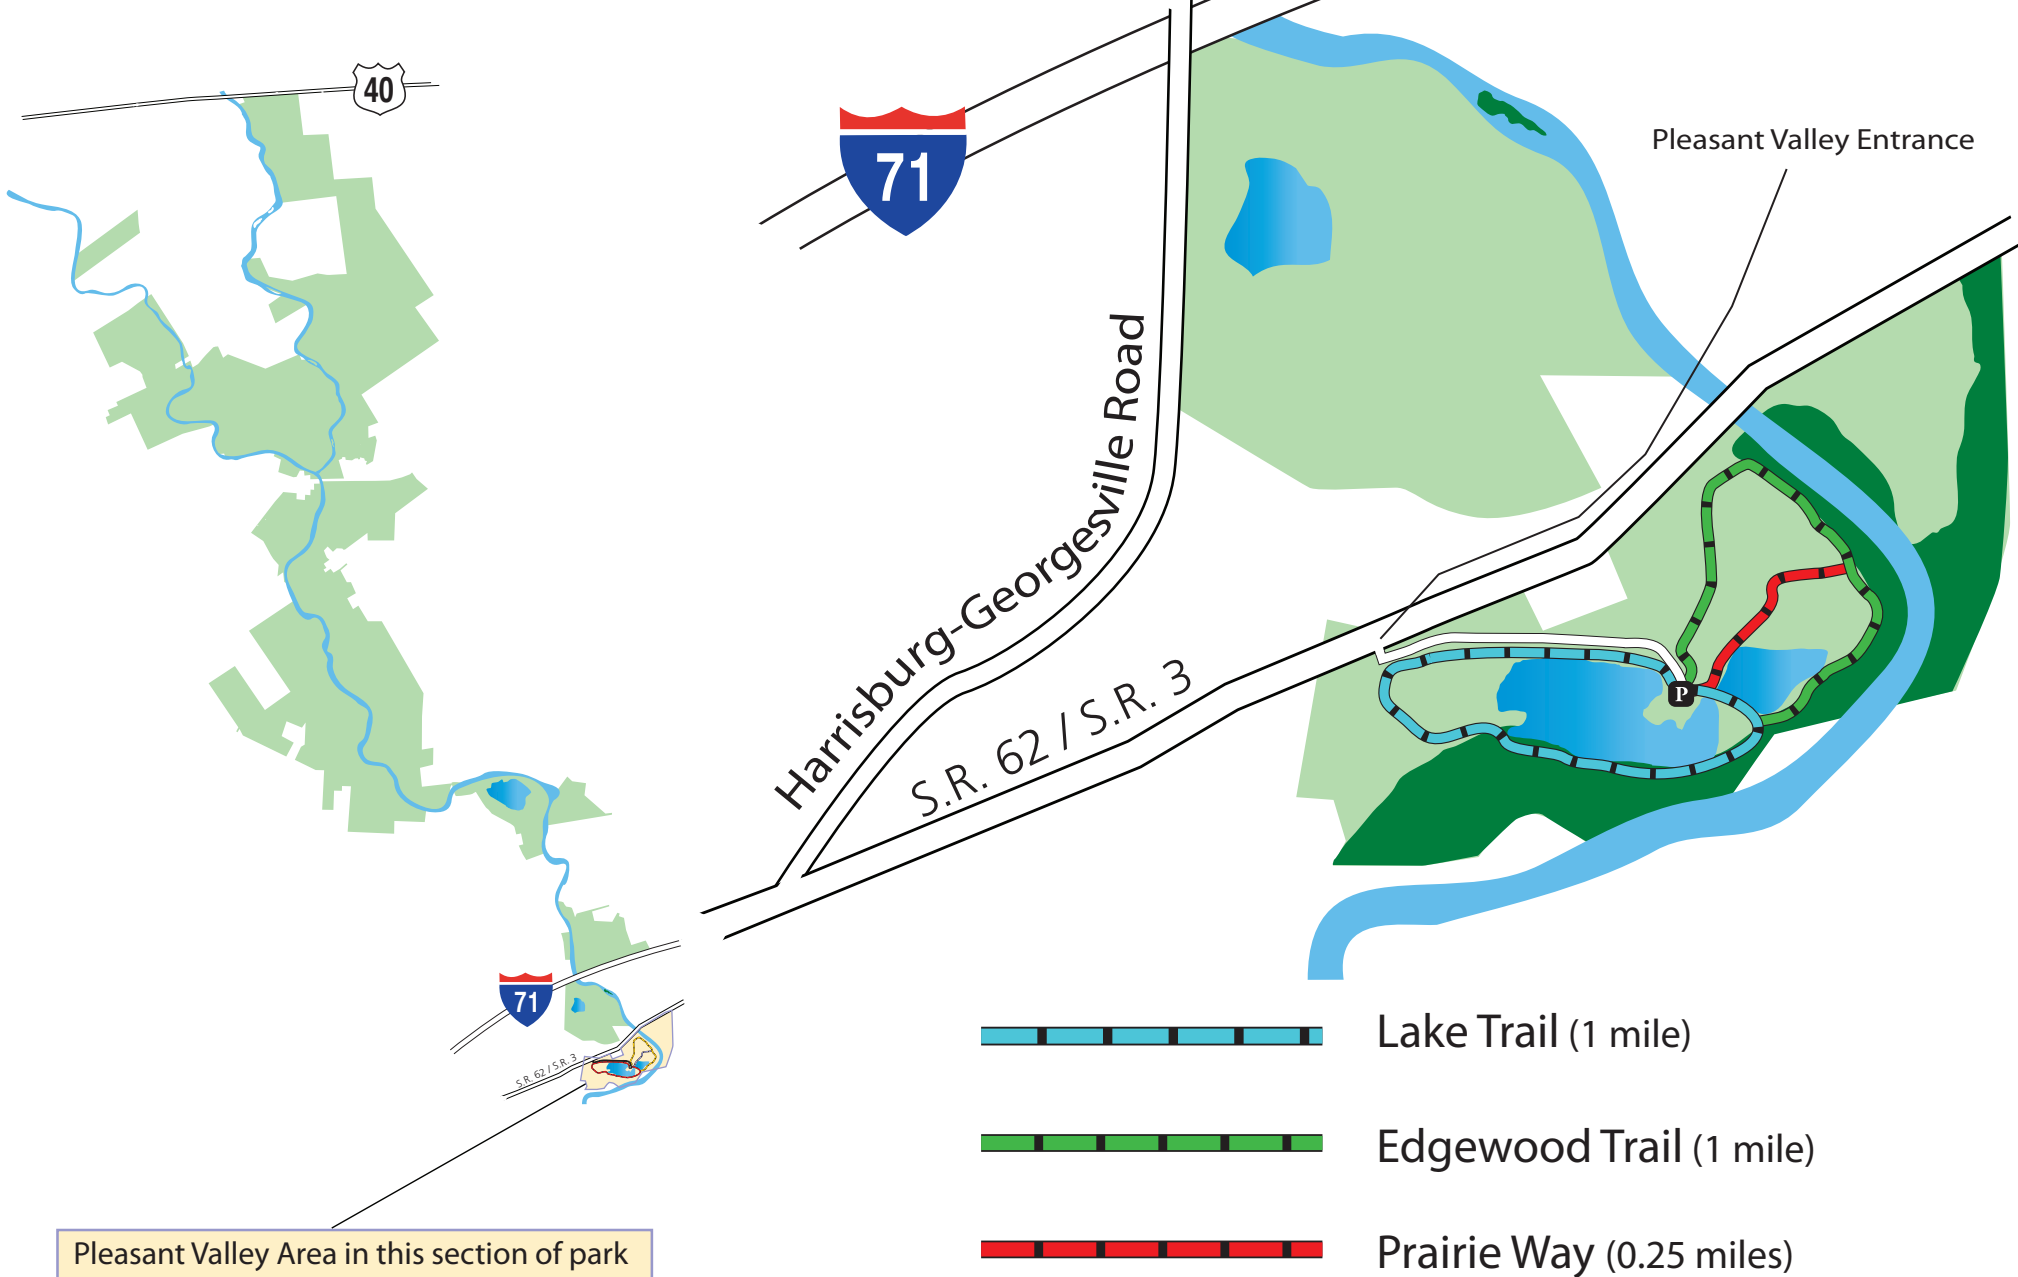 40
71
Pleasant Valley Entrance
Harrisburg-Georgesville Road
S.R. 62 / S.R. 3
P
71
S.R. 62 / S.R. 3
Pleasant Valley Area in this section of park
Lake Trail (1 mile)
Edgewood Trail (1 mile)
Prairie Way (0.25 miles)